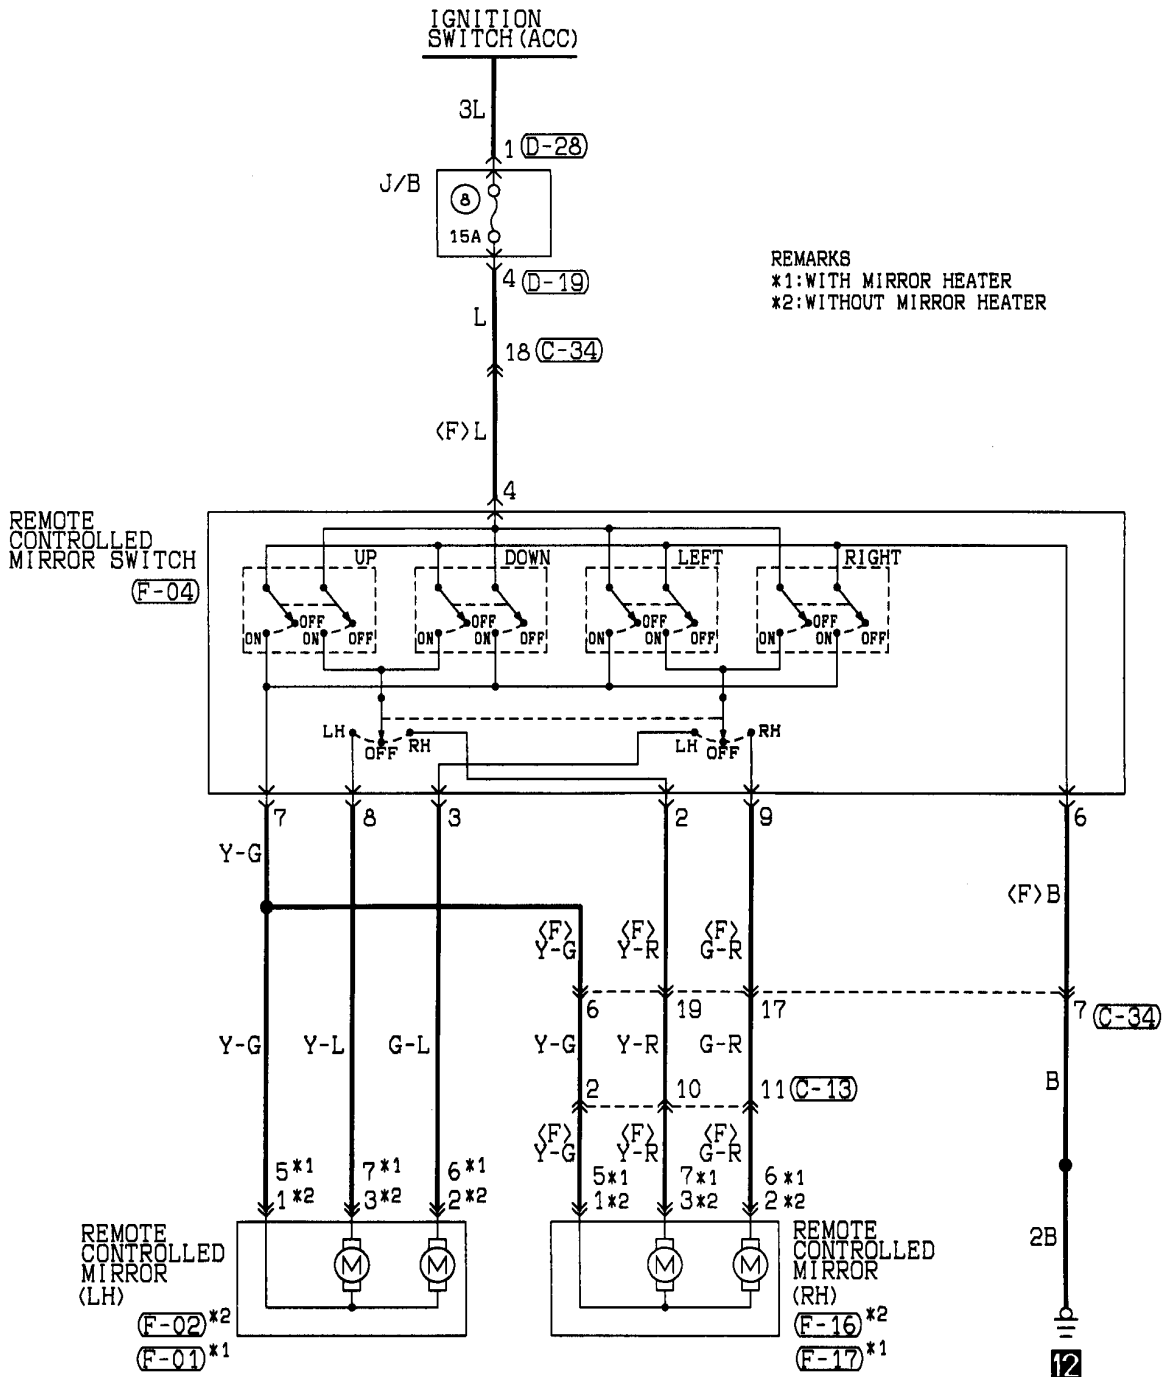 IGNITION
SWITCH(ACC)
3L
1 (D-28)
J/B
8
15A
REMARKS
*1:WITH MIRROR HEATER
*2:WITHOUT MIRROR HEATER
4 (D-19)
L
18 (C-34)
<F>L
4
REMOTE
CONTROLLED
MIRROR SWITCH
(F-04)
UP DOWN LEFT RIGHT
OFF OFF OFF OFF
ON ON OFF ON ON OFF ON ON OFF ON ON OFF
LH OFF RH LH OFF RH
7 8 3 2 9 6
Y-G
<F>B
<F> <F> <F>
Y-G Y-R G-R
6 19 17 7 (C-34)
Y-G Y-L G-L Y-G Y-R G-R
B
2 10 11 (C-13)
<F> <F> <F>
Y-G Y-R G-R
5*1 7*1 6*1 5*1 7*1 6*1
1*2 3*2 2*2 1*2 3*2 2*2
REMOTE
CONTROLLED
MIRROR
(LH)
(F-02)*2
(F-01)*1
M M M M
REMOTE
CONTROLLED
MIRROR
(RH)
(F-16)*2
(F-17)*1
2B
12